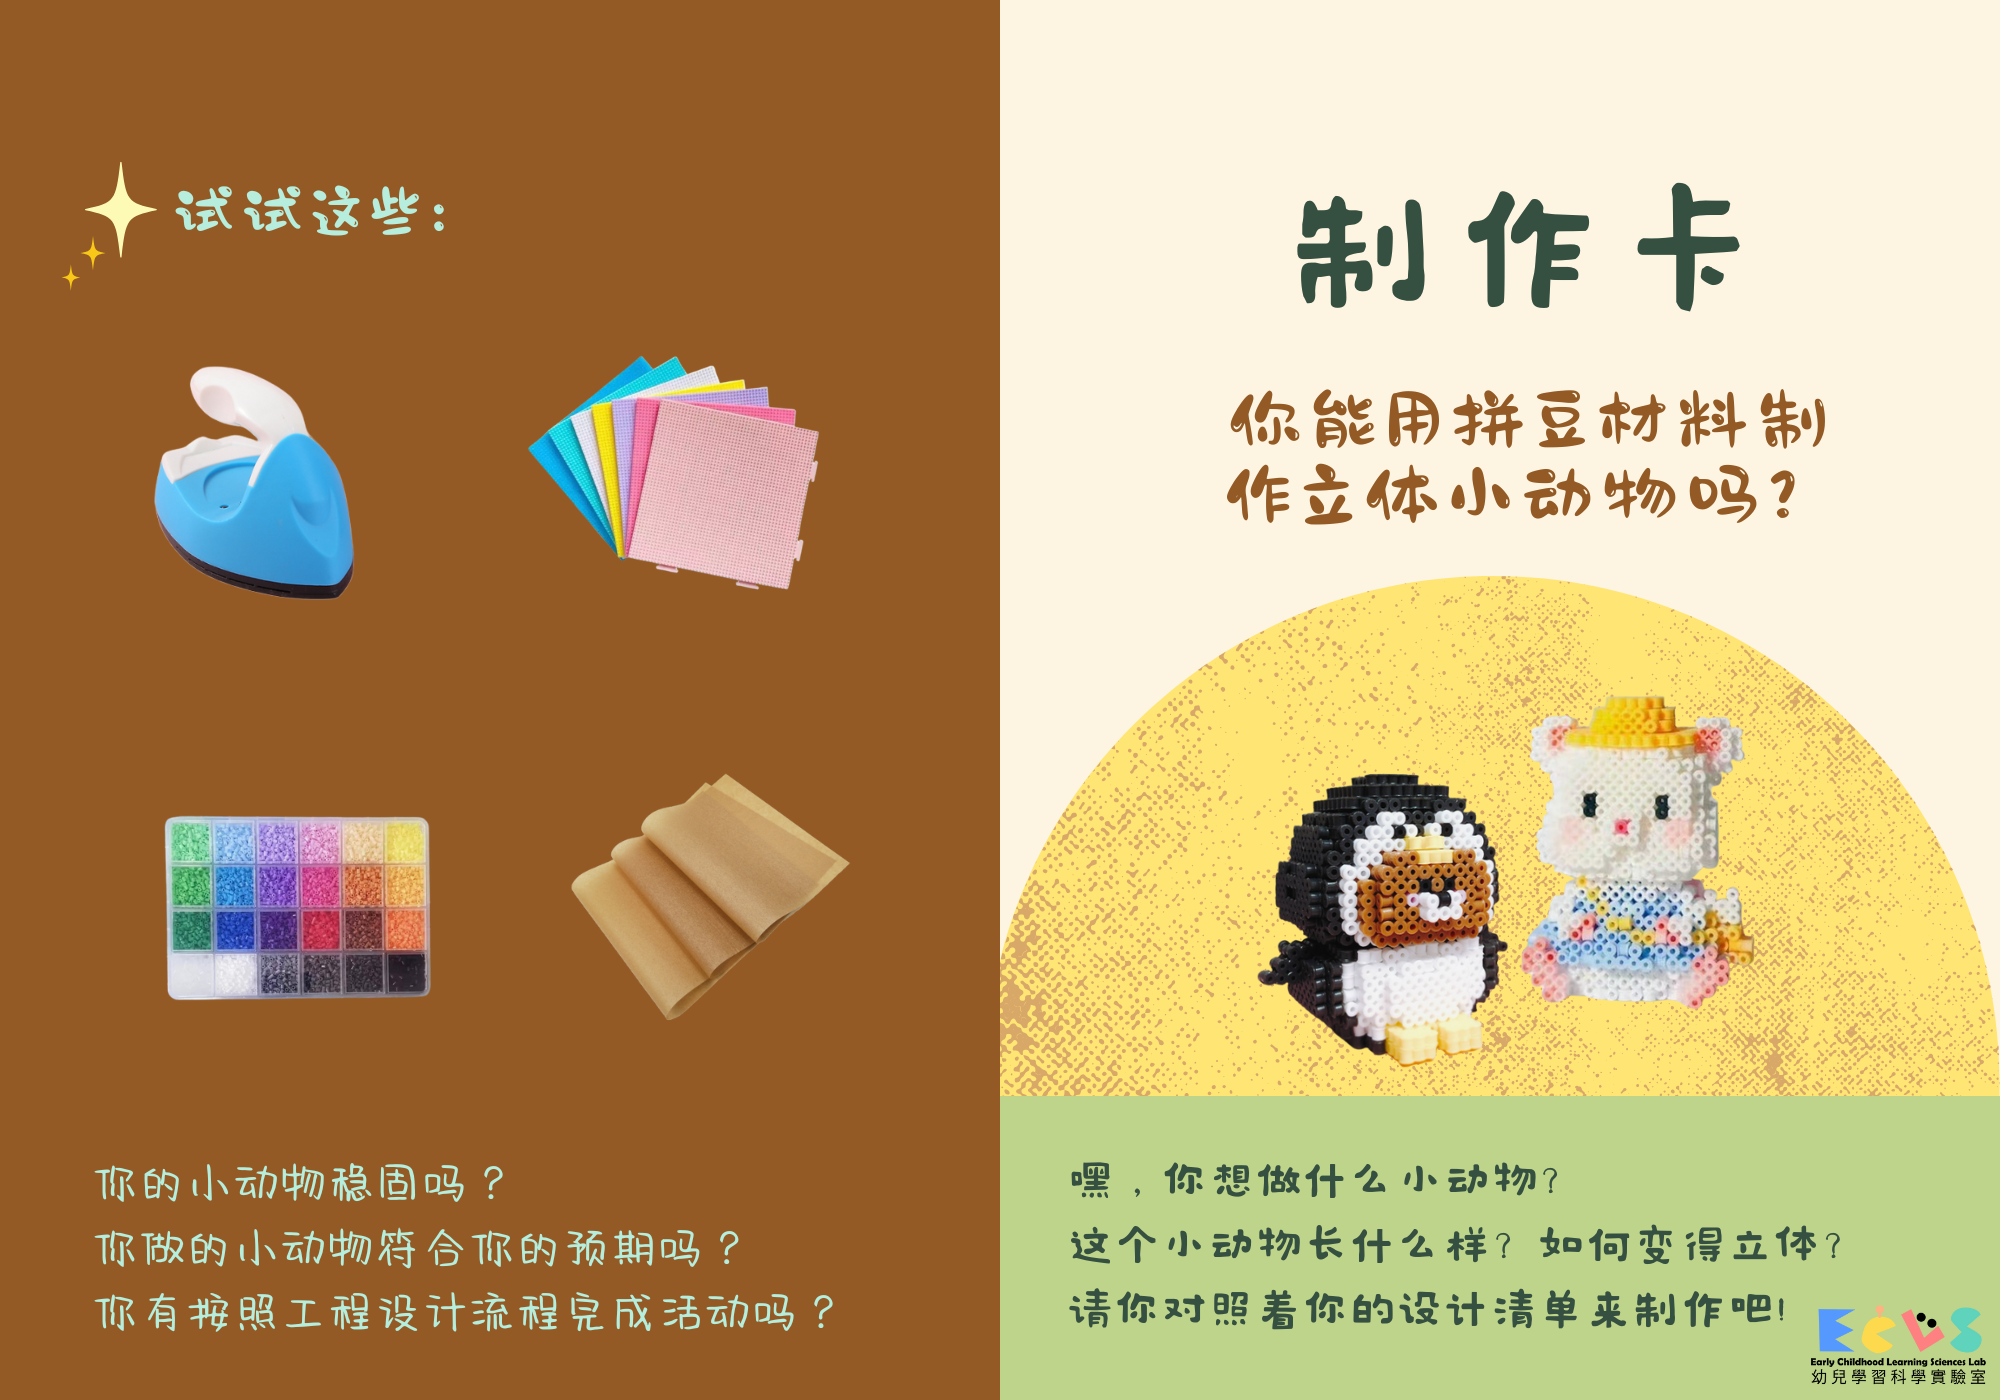 试试这些：
你的小动物稳固吗？
你做的小动物符合你的预期吗？
你有按照工程设计流程完成活动吗？
制作卡
你能用拼豆材料制
作立体小动物吗？
嘿，你想做什么小动物？
这个小动物长什么样？如何变得立体？
请你对照着你的设计清单来制作吧！
ECLS
Early Childhood Learning Sciences Lab
幼兒學習科學實驗室